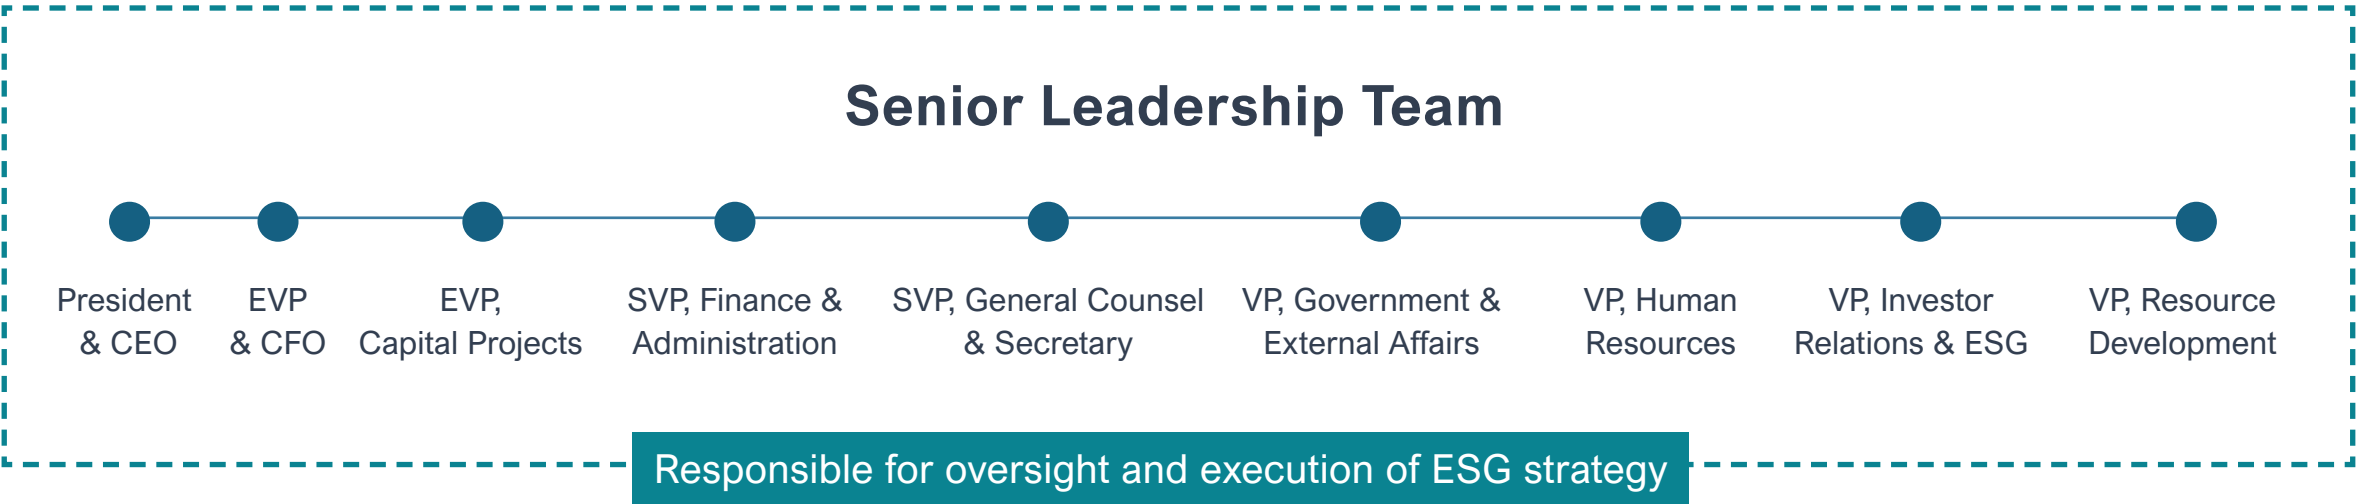 Senior Leadership Team
President
& CEO
EVP
& CFO
EVP,
Capital Projects
SVP, Finance &
Administration
SVP, General Counsel
& Secretary
VP, Government &
External Affairs
VP, Human
Resources
VP, Investor
Relations & ESG
VP, Resource
Development
Responsible for oversight and execution of ESG strategy